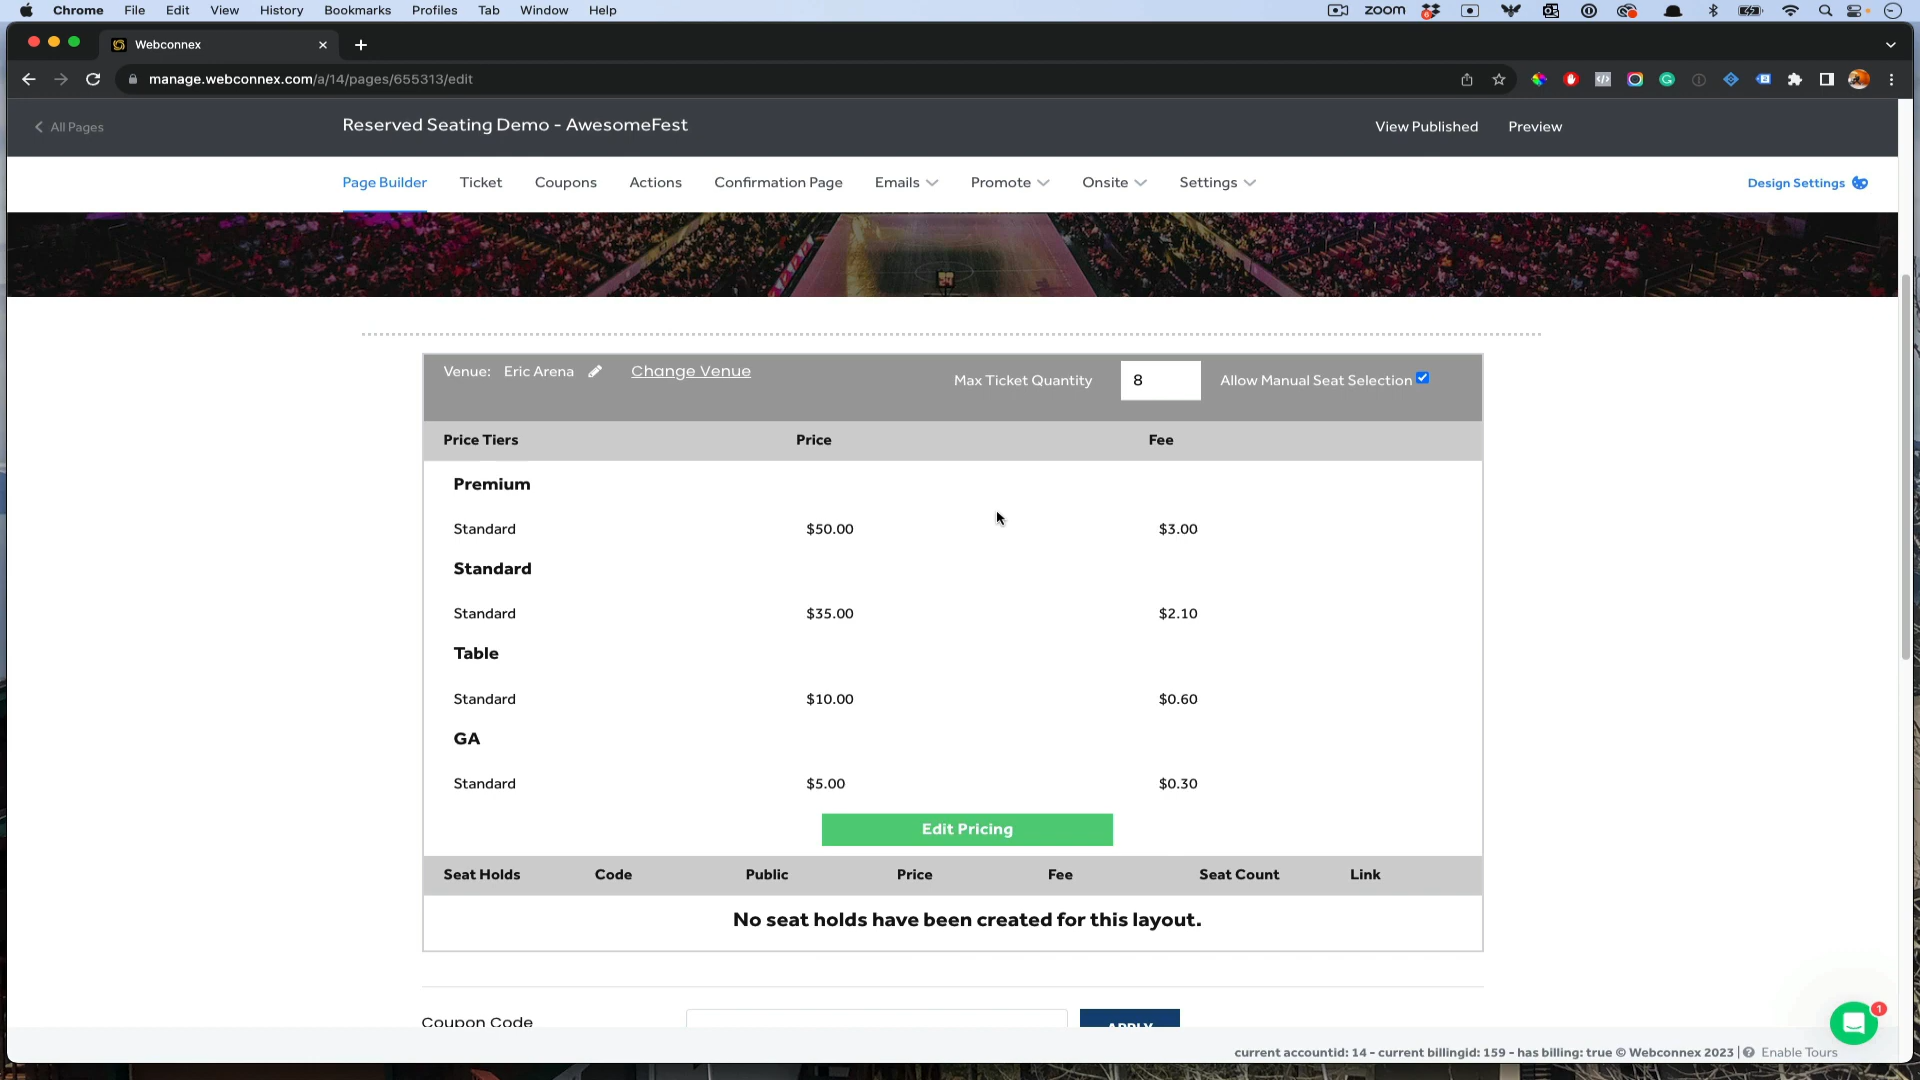 Chrome File Edit View History Bookmarks Profiles Tab Window Help zoom
Webconnex
manage.webconnex.com/a/14/pages/655313/edit
All Pages Reserved Seating Demo - AwesomeFest View Published Preview
Page Builder Ticket Coupons Actions Confirmation Page Emails Promote Onsite Settings Design Settings
Venue: Eric Arena Change Venue Max Ticket Quantity 8 Allow Manual Seat Selection
Price Tiers Price Fee
Premium
Standard $50.00 $3.00
Standard
Standard $35.00 $2.10
Table
Standard $10.00 $0.60
GA
Standard $5.00 $0.30
Edit Pricing
Seat Holds Code Public Price Fee Seat Count Link
No seat holds have been created for this layout.
Coupon Code APPLY
1
current accountid: 14 - current billingid: 159 - has billing: true © Webconnex 2023 | Enable Tours